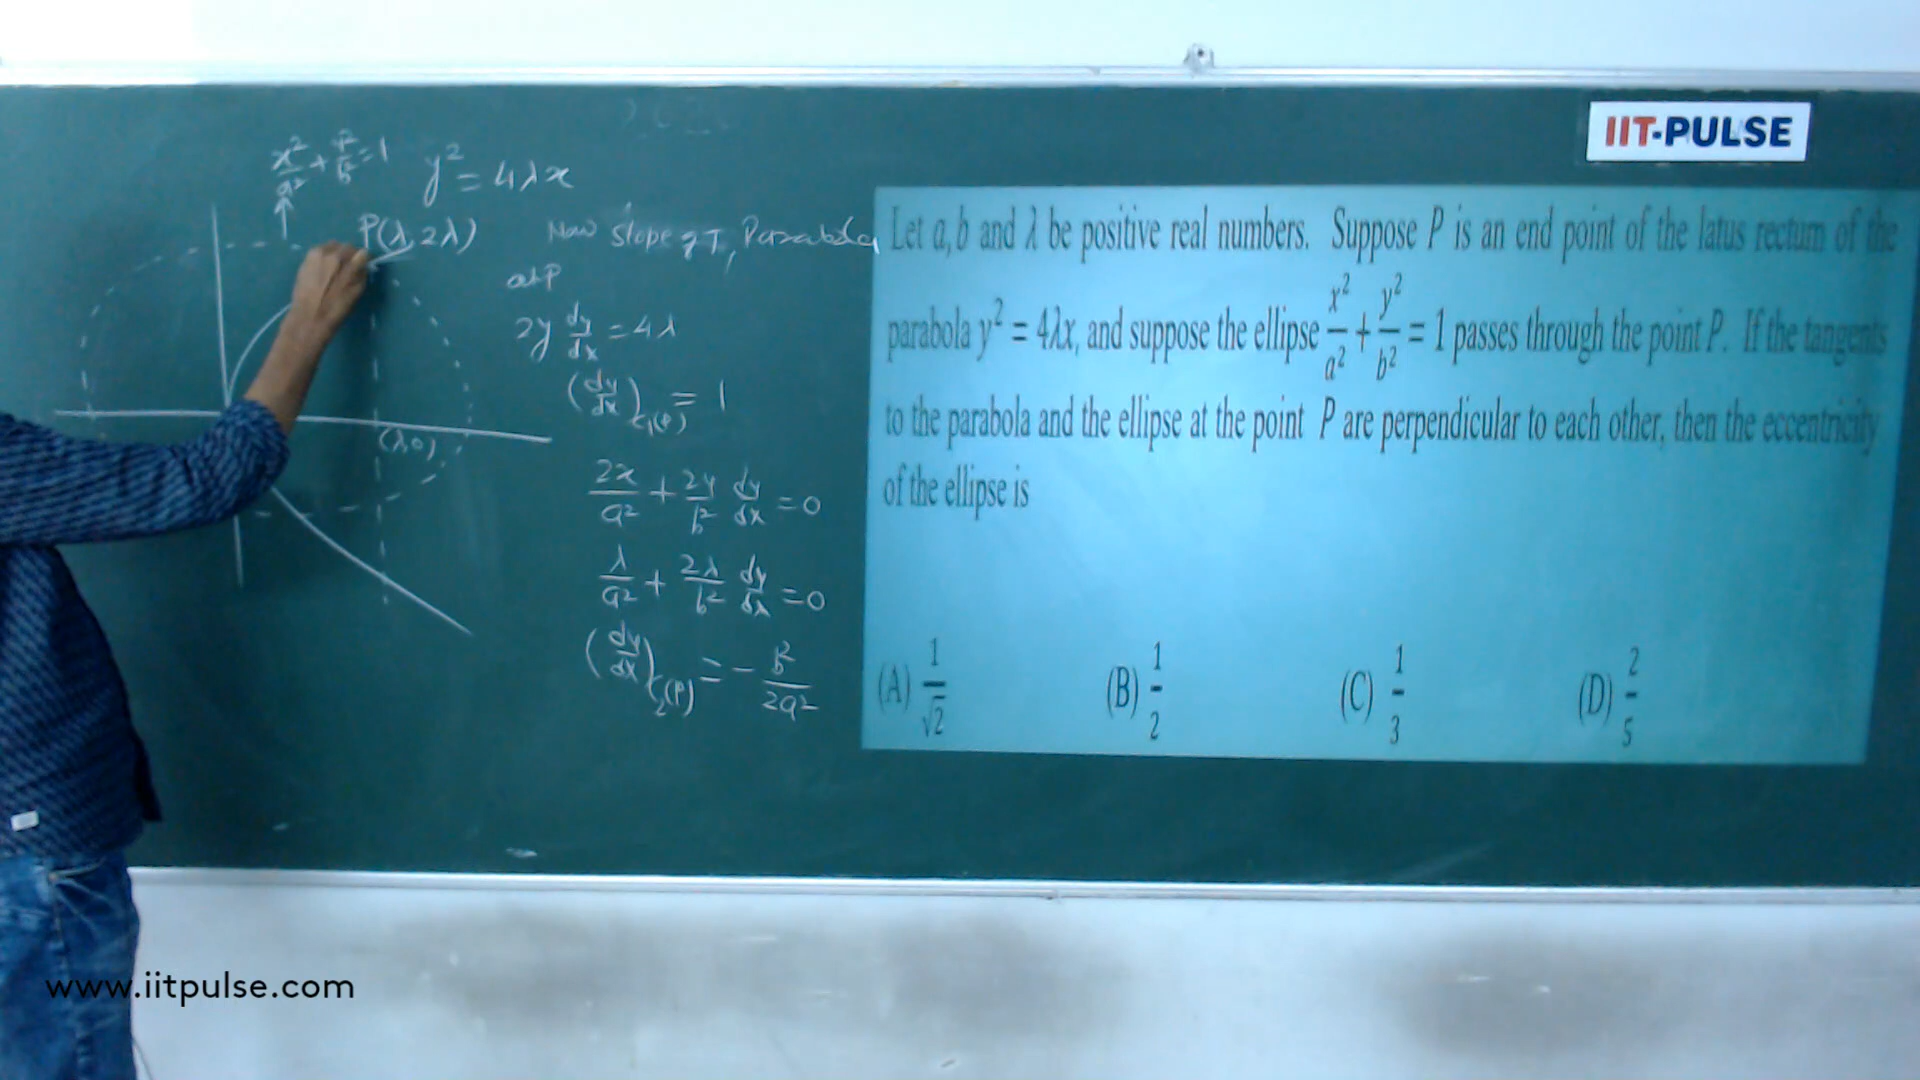 IIT-PULSE
x²/a² + y²/b² = 1
y² = 4λx
P(λ, 2λ)
(λ,0)
Now slope of T, Parabola
at P
2y dy/dx = 4λ
(dy/dx)C₁(P) = 1
2x/a² + 2y/b² dy/dx = 0
λ/a² + 2λ/b² dy/dx = 0
(dy/dx)C₂(P) = - b²/2a²
Let a, b and λ be positive real numbers. Suppose P is an end point of the latus rectum of the
parabola y² = 4λx, and suppose the ellipse x²/a² + y²/b² = 1 passes through the point P. If the tangents
to the parabola and the ellipse at the point P are perpendicular to each other, then the eccentricity
of the ellipse is
(A) 1/√2 (B) 1/2 (C) 1/3 (D) 2/5
www.iitpulse.com